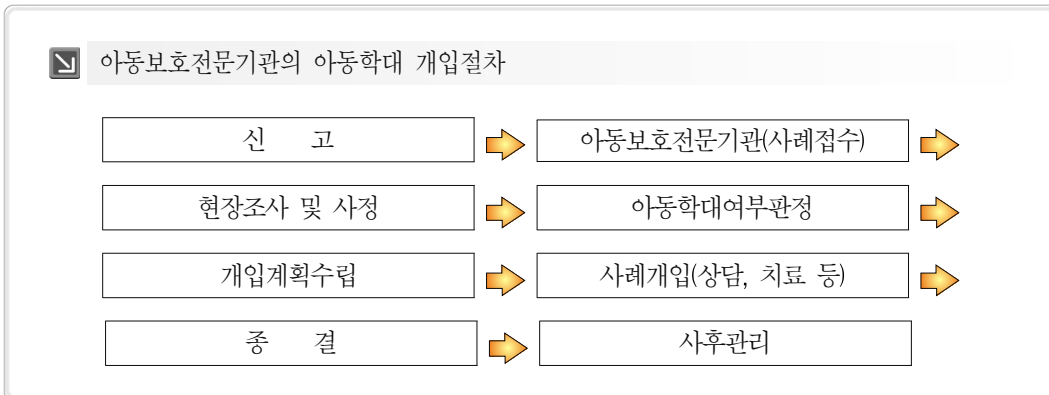 아동보호전문기관의 아동학대 개입절차
신 고
아동보호전문기관(사례접수)
현장조사 및 사정
아동학대여부판정
개입계획수립
사례개입(상담, 치료 등)
종 결
사후관리